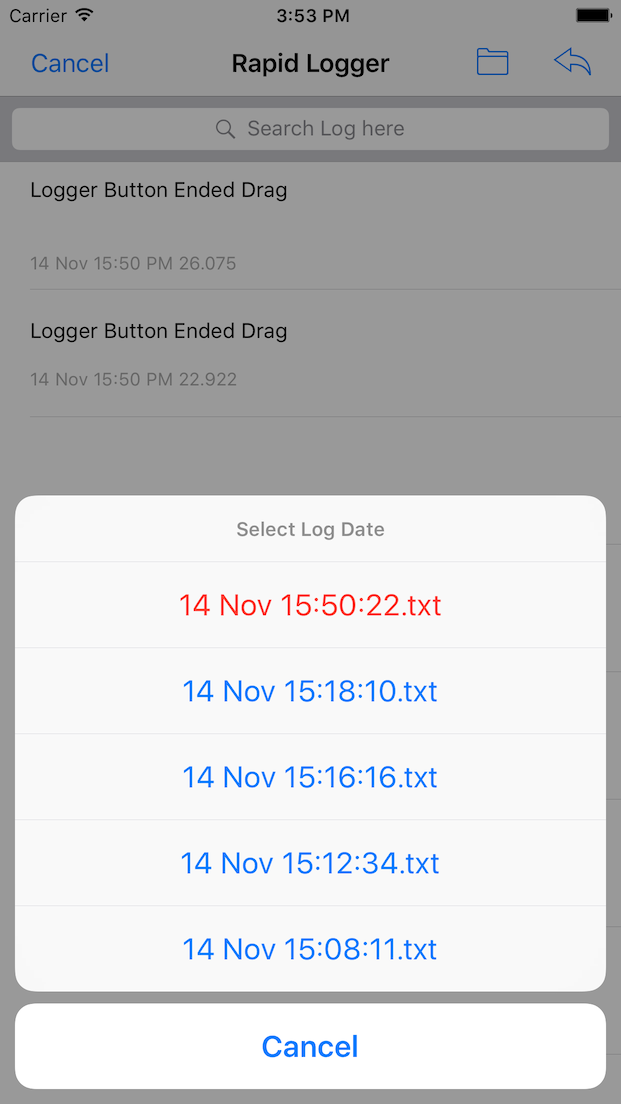 Carrier 3:53 PM
Cancel Rapid Logger
Search Log here
Logger Button Ended Drag
14 Nov 15:50 PM 26.075
Logger Button Ended Drag
14 Nov 15:50 PM 22.922
Select Log Date
14 Nov 15:50:22.txt
14 Nov 15:18:10.txt
14 Nov 15:16:16.txt
14 Nov 15:12:34.txt
14 Nov 15:08:11.txt
Cancel